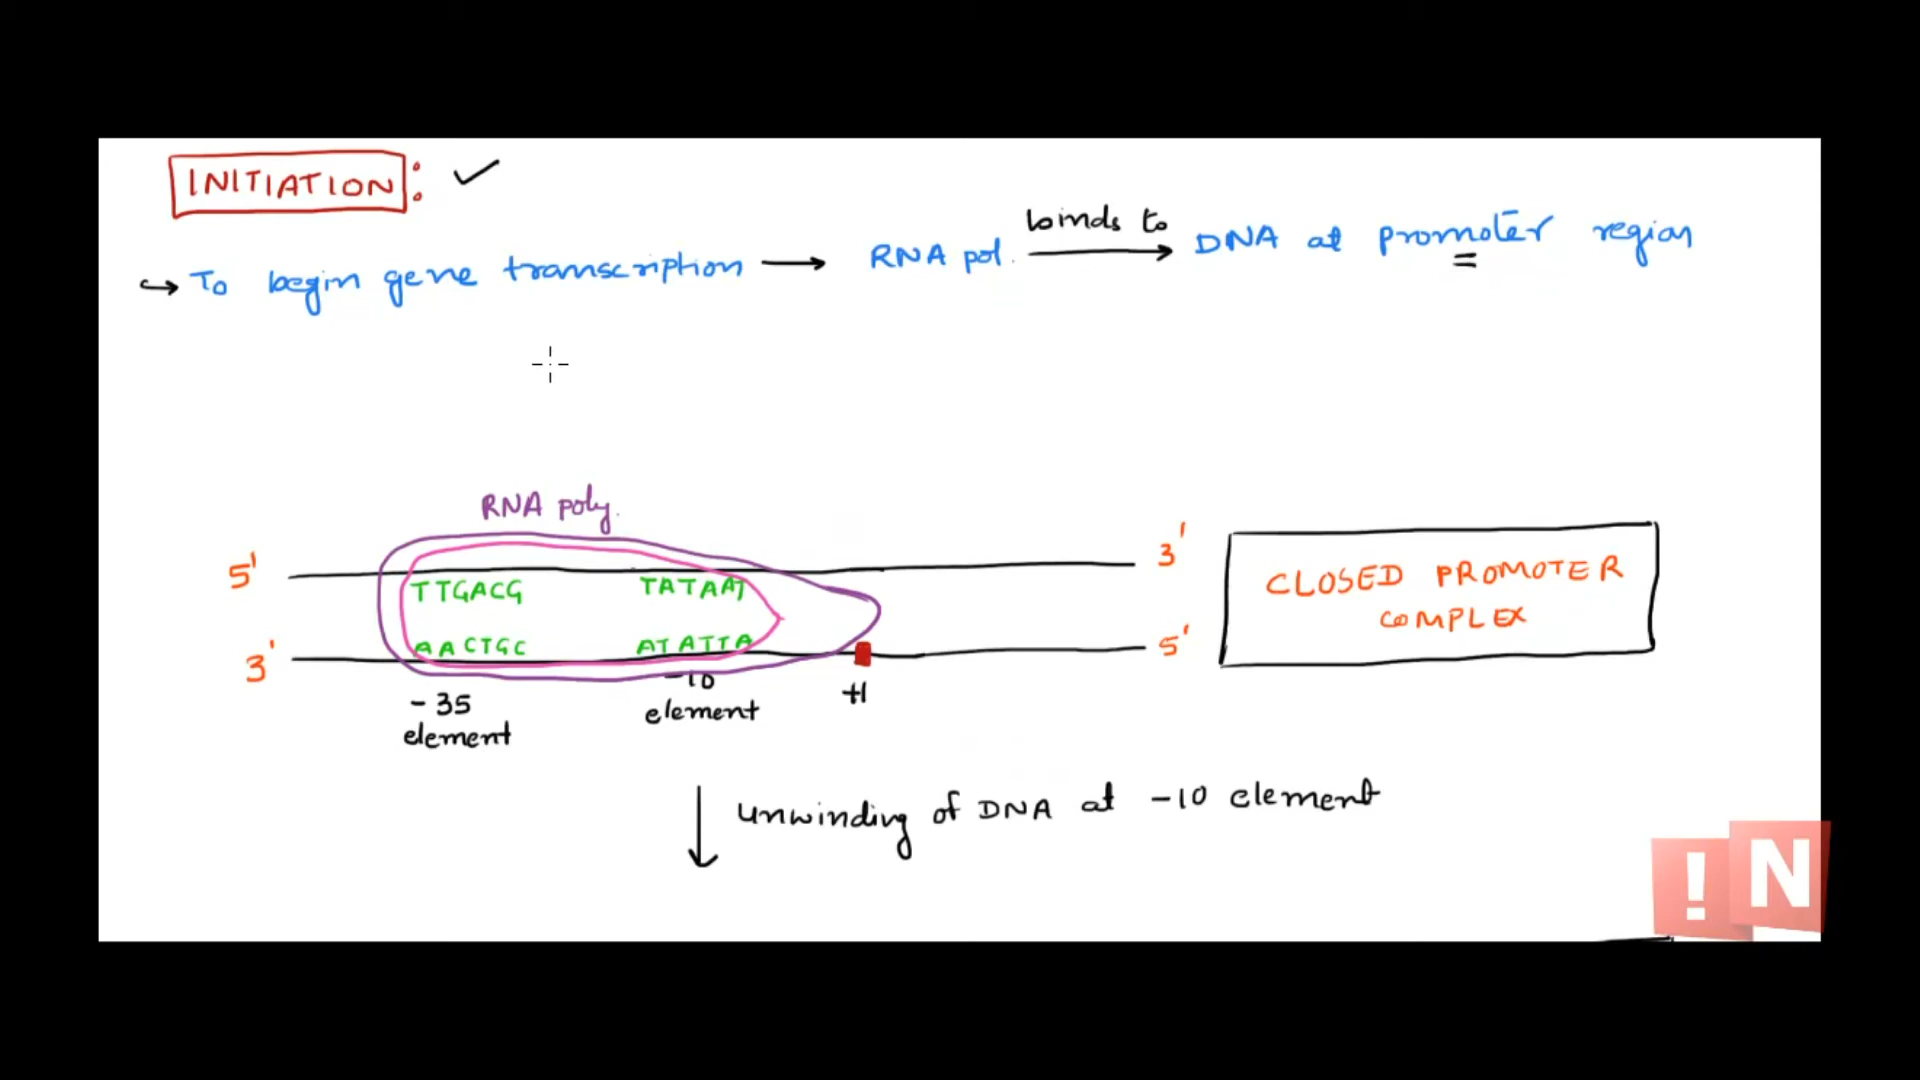 INITIATION:
↪ To begin gene transcription → RNA pol. binds to → DNA at promoter region
RNA poly.
5' 3'
TTGACG TATAAT
CLOSED PROMOTER
COMPLEX
AACTGC ATATTA
3' 5'
-35 element
-10 element
+1
↓ unwinding of DNA at -10 element
!N